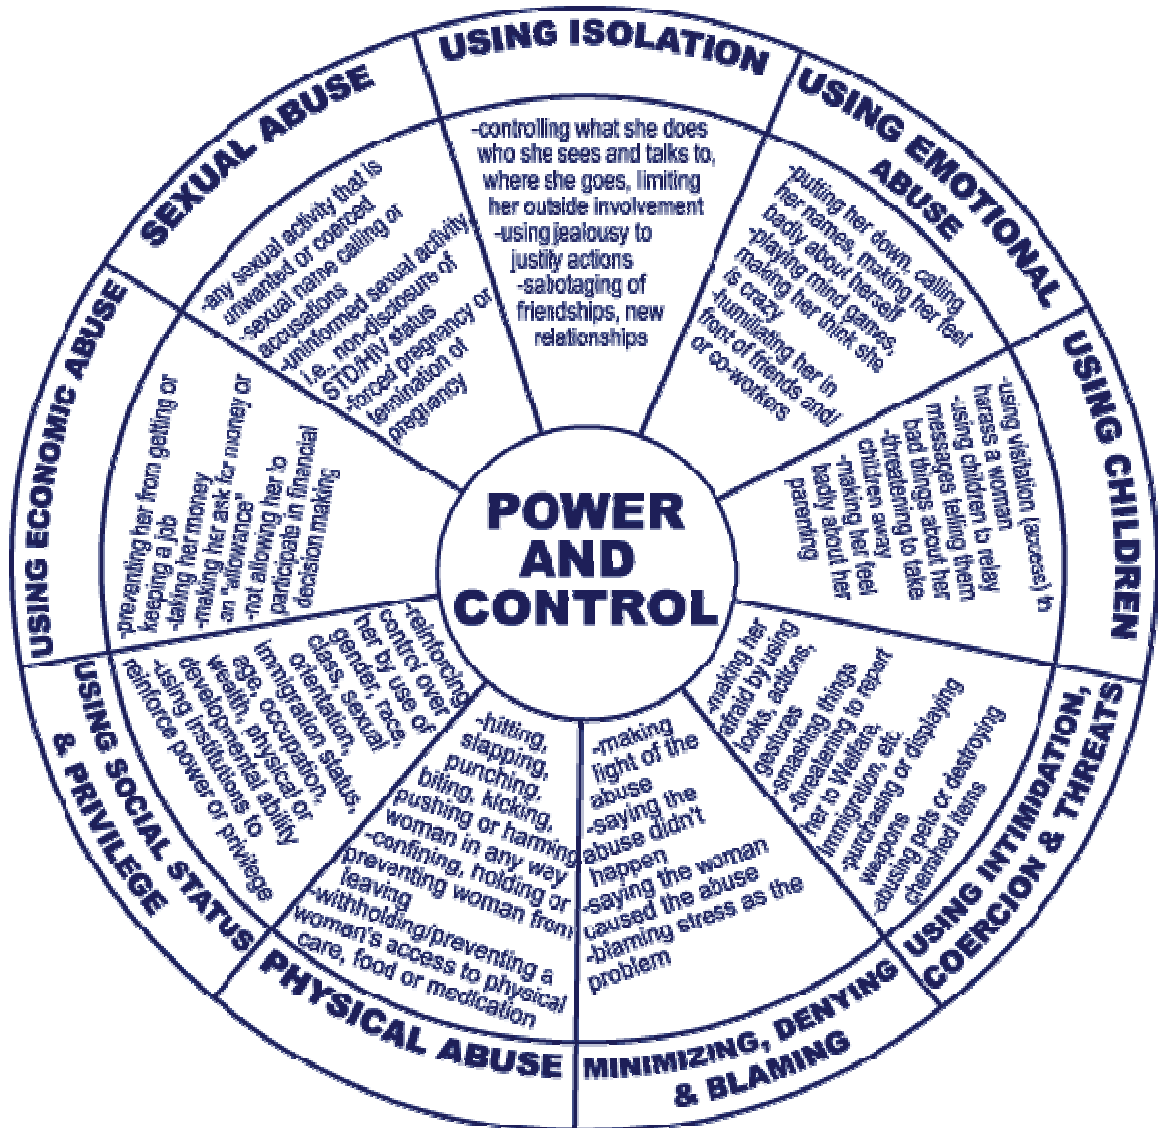 POWER
AND
CONTROL
USING ISOLATION
-controlling what she does
who she sees and talks to,
where she goes, limiting
her outside involvement
-using jealousy to
justify actions
-sabotaging of
friendships, new
relationships
USING EMOTIONAL
ABUSE
-putting her down, calling
her names, making her feel
badly about herself
-playing mind games,
making her think she
is crazy
-humiliating her in
front of friends and/
or co-workers
USING CHILDREN
-using visitation (access) th
harass a woman
-using children to relay
messages telling them
bad things about her
-threatening to take
children away
-making her feel
badly about her
parenting
USING INTIMIDATION,
COERCION & THREATS
-making her
afraid by using
looks, actions,
gestures
-smashing things
-threatening to report
her to Welfare,
Immigration, etc.
-purchasing or displaying
weapons
-abusing pets or destroying
cherished items
MINIMIZING, DENYING
& BLAMING
-making
light of the
abuse
-saying the
abuse didn't
happen
-saying the woman
caused the abuse
-blaming stress as the
problem
PHYSICAL ABUSE
-hitting,
slapping,
punching,
biting, kicking,
pushing or harming
woman in any way
-confining, holding or
preventing woman from
leaving
-withholding/preventing a
women's access to physical
care, food or medication
USING SOCIAL STATUS
& PRIVILEGE
-reinforcing
control over
her by use of
gender, race,
class, sexual
orientation,
immigration status,
age, occupation,
wealth, physical or
developmental ability
-using institutions to
reinforce power or privilege
USING ECONOMIC ABUSE
-preventing her from getting or
keeping a job
-taking her money
-making her ask for money or
an "allowance"
-not allowing her to
participate in financial
decision making
SEXUAL ABUSE
-any sexual activity that is
unwanted or coerced
-sexual name calling or
accusations
-uninformed sexual activity,
i.e., non-disclosure of
STD/HIV status
-forced pregnancy or
termination of
pregnancy